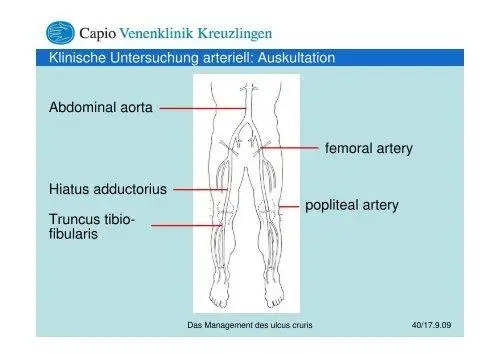 Capio Venenklinik Kreuzlingen
Klinische Untersuchung arteriell: Auskultation
Abdominal aorta
femoral artery
Hiatus adductorius
popliteal artery
Truncus tibio-
fibularis
Das Management des ulcus cruris
40/17.9.09